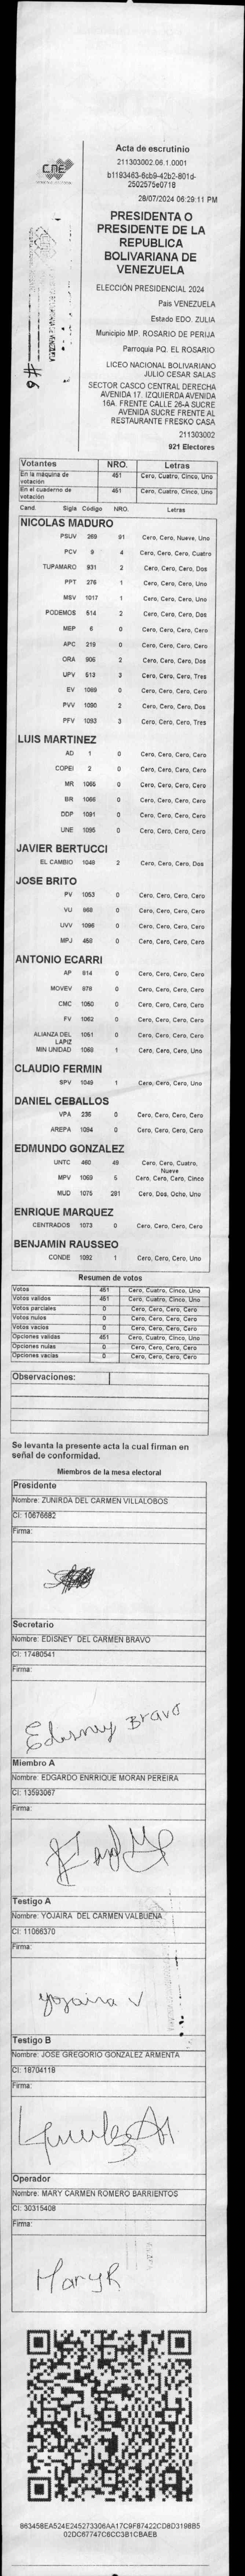 CNE
Acta de escrutinio
211303002.06.1.0001
b1193463-6cb9-42b2-801d-
2502575e0718
28/07/2024 06:29:11 PM
PRESIDENTA O
PRESIDENTE DE LA
REPUBLICA
BOLIVARIANA DE
VENEZUELA
ELECCIÓN PRESIDENCIAL 2024
Pais VENEZUELA
Estado EDO. ZULIA
Municipio MP. ROSARIO DE PERIJA
Parroquia PQ. EL ROSARIO
LICEO NACIONAL BOLIVARIANO
JULIO CESAR SALAS
SECTOR CASCO CENTRAL DERECHA
AVENIDA 17. IZQUIERDA AVENIDA
16A. FRENTE CALLE 26-A SUCRE
AVENIDA SUCRE FRENTE AL
RESTAURANTE FRESKO CASA
211303002
921 Electores
Votantes NRO. Letras
En la máquina de votación 451 Cero, Cuatro, Cinco, Uno
En el cuaderno de votación 451 Cero, Cuatro, Cinco, Uno
Cand. Sigla Código NRO. Letras
NICOLAS MADURO
PSUV 269 91 Cero, Cero, Nueve, Uno
PCV 9 4 Cero, Cero, Cero, Cuatro
TUPAMARO 931 2 Cero, Cero, Cero, Dos
PPT 276 1 Cero, Cero, Cero, Uno
MSV 1017 1 Cero, Cero, Cero, Uno
PODEMOS 514 2 Cero, Cero, Cero, Dos
MEP 6 0 Cero, Cero, Cero, Cero
APC 219 0 Cero, Cero, Cero, Cero
ORA 906 2 Cero, Cero, Cero, Dos
UPV 513 3 Cero, Cero, Cero, Tres
EV 1089 0 Cero, Cero, Cero, Cero
PVV 1090 2 Cero, Cero, Cero, Dos
PFV 1093 3 Cero, Cero, Cero, Tres
LUIS MARTINEZ
AD 1 0 Cero, Cero, Cero, Cero
COPEI 2 0 Cero, Cero, Cero, Cero
MR 1065 0 Cero, Cero, Cero, Cero
BR 1066 0 Cero, Cero, Cero, Cero
DDP 1091 0 Cero, Cero, Cero, Cero
UNE 1095 0 Cero, Cero, Cero, Cero
JAVIER BERTUCCI
EL CAMBIO 1048 2 Cero, Cero, Cero, Dos
JOSE BRITO
PV 1053 0 Cero, Cero, Cero, Cero
VU 968 0 Cero, Cero, Cero, Cero
UVV 1096 0 Cero, Cero, Cero, Cero
MPJ 458 0 Cero, Cero, Cero, Cero
ANTONIO ECARRI
AP 814 0 Cero, Cero, Cero, Cero
MOVEV 978 0 Cero, Cero, Cero, Cero
CMC 1050 0 Cero, Cero, Cero, Cero
FV 1062 0 Cero, Cero, Cero, Cero
ALIANZA DEL LAPIZ 1051 0 Cero, Cero, Cero, Cero
MIN UNIDAD 1068 1 Cero, Cero, Cero, Uno
CLAUDIO FERMIN
SPV 1049 1 Cero, Cero, Cero, Uno
DANIEL CEBALLOS
VPA 236 0 Cero, Cero, Cero, Cero
AREPA 1094 0 Cero, Cero, Cero, Cero
EDMUNDO GONZALEZ
UNTC 460 49 Cero, Cero, Cuatro, Nueve
MPV 1069 5 Cero, Cero, Cero, Cinco
MUD 1075 281 Cero, Dos, Ocho, Uno
ENRIQUE MARQUEZ
CENTRADOS 1073 0 Cero, Cero, Cero, Cero
BENJAMIN RAUSSEO
CONDE 1092 1 Cero, Cero, Cero, Uno
Resumen de votos
Votos 451 Cero, Cuatro, Cinco, Uno
Votos validos 451 Cero, Cuatro, Cinco, Uno
Votos parciales 0 Cero, Cero, Cero, Cero
Votos nulos 0 Cero, Cero, Cero, Cero
Votos vacios 0 Cero, Cero, Cero, Cero
Opciones validas 451 Cero, Cuatro, Cinco, Uno
Opciones nulas 0 Cero, Cero, Cero, Cero
Opciones vacias 0 Cero, Cero, Cero, Cero
Observaciones:
Se levanta la presente acta la cual firman en
señal de conformidad.
Miembros de la mesa electoral
Presidente
Nombre: ZUNIRDA DEL CARMEN VILLALOBOS
CI: 10676682
Firma:
Secretario
Nombre: EDISNEY DEL CARMEN BRAVO
CI: 17480541
Firma:
Edisney Bravo
Miembro A
Nombre: EDGARDO ENRRIQUE MORAN PEREIRA
CI: 13593067
Firma:
Testigo A
Nombre: YOJAIRA DEL CARMEN VALBUENA
CI: 11066370
Firma:
Yojaira V
Testigo B
Nombre: JOSE GREGORIO GONZALEZ ARMENTA
CI: 18704118
Firma:
Operador
Nombre: MARY CARMEN ROMERO BARRIENTOS
CI: 30315408
Firma:
MaryR
863458EA524E245273306AA17C9F87422CD8D3198B5
02DC67747C6CC3B1CBAEB